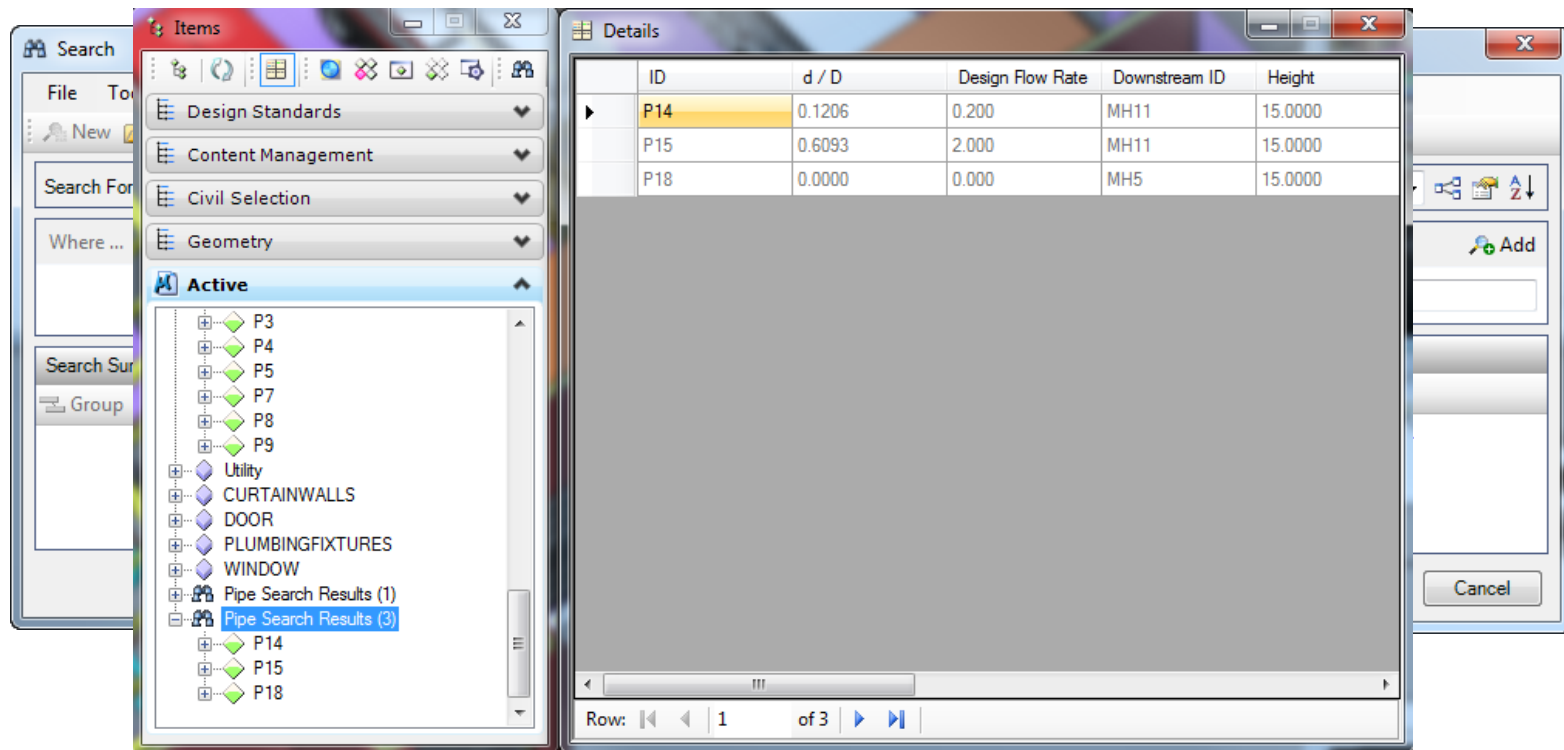 Search
File To
New
Search For
Where ...
Search Sur
Group
Items
Design Standards
Content Management
Civil Selection
Geometry
Active
P3
P4
P5
P7
P8
P9
Utility
CURTAINWALLS
DOOR
PLUMBINGFIXTURES
WINDOW
Pipe Search Results (1)
Pipe Search Results (3)
P14
P15
P18
Details
ID d / D Design Flow Rate Downstream ID Height
P14 0.1206 0.200 MH11 15.0000
P15 0.6093 2.000 MH11 15.0000
P18 0.0000 0.000 MH5 15.0000
Row: 1 of 3
Add
Cancel